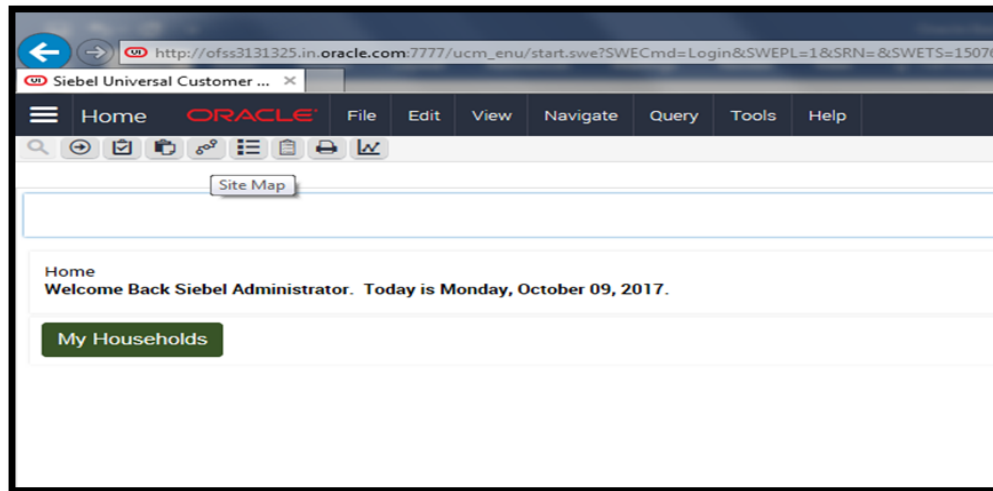 http://ofss3131325.in.oracle.com:7777/ucm_enu/start.swe?SWECmd=Login&SWEPL=1&SRN=&SWETS=1507
Siebel Universal Customer ... ×
Home ORACLE File Edit View Navigate Query Tools Help
Site Map
Home
Welcome Back Siebel Administrator. Today is Monday, October 09, 2017.
My Households